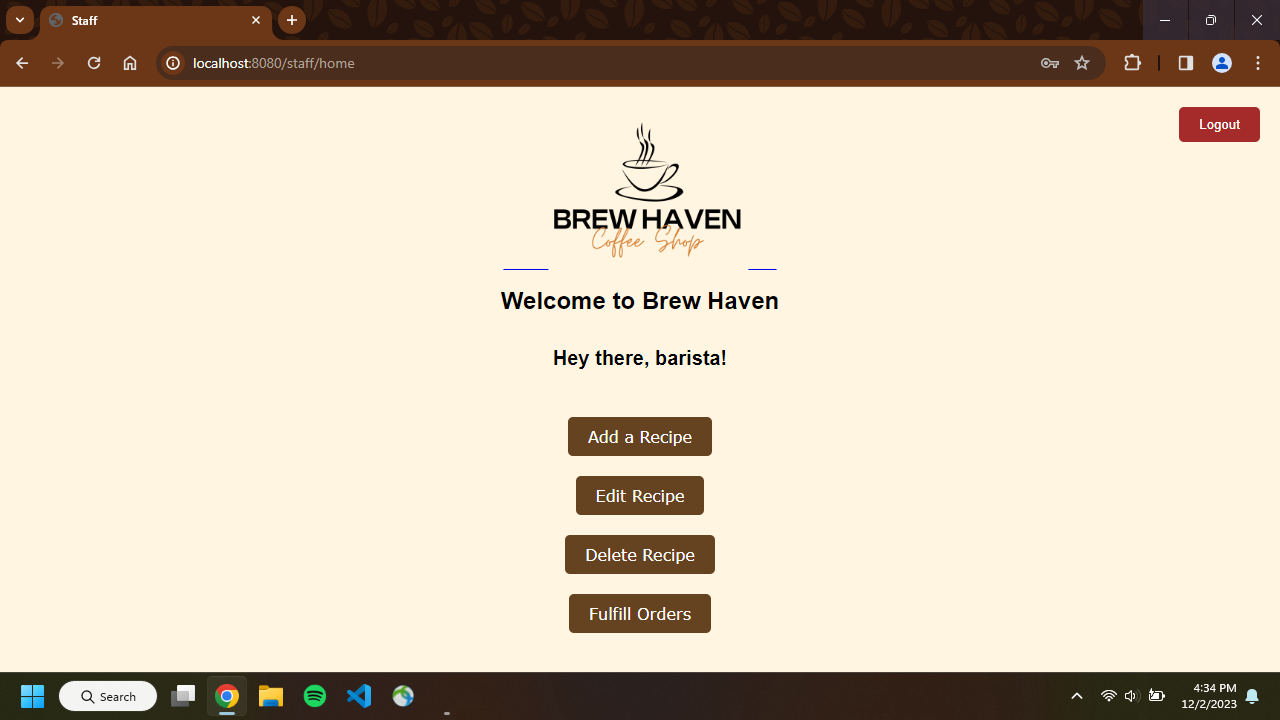 Staff
localhost:8080/staff/home
Logout
BREW HAVEN
Coffee Shop
Welcome to Brew Haven
Hey there, barista!
Add a Recipe
Edit Recipe
Delete Recipe
Fulfill Orders
Search
4:34 PM
12/2/2023